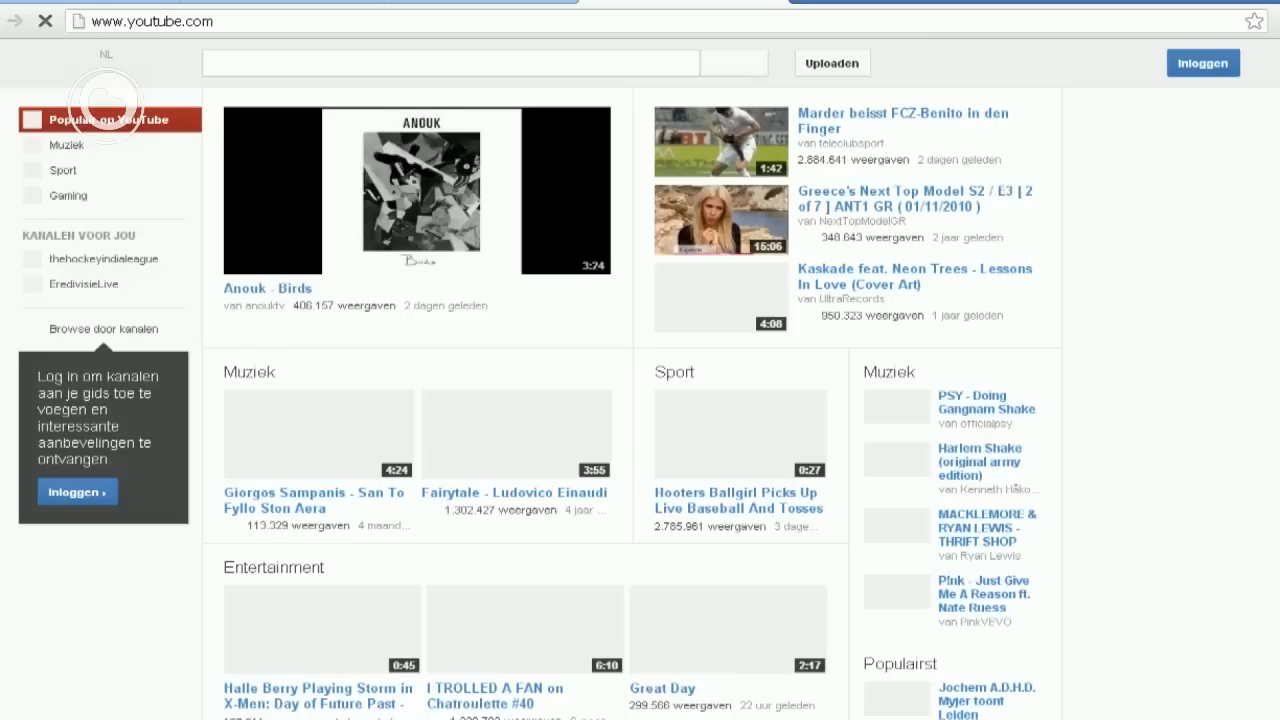 www.youtube.com
NL
Uploaden
Inloggen
Populair op YouTube
Muziek
Sport
Gaming
KANALEN VOOR JOU
thehockeyindialeague
EredivisieLive
Browse door kanalen
Log in om kanalen
aan je gids toe te
voegen en
interessante
aanbevelingen te
ontvangen.
Inloggen ›
ANOUK
Birds
3:24
Anouk - Birds
van anouktv 406.157 weergaven 2 dagen geleden
1:42
Marder beisst FCZ-Benito in den
Finger
van teleclubsport
2.884.641 weergaven 2 dagen geleden
15:06
Greece's Next Top Model S2 / E3 [ 2
of 7 ] ANT1 GR ( 01/11/2010 )
van NextTopModelGR
348.643 weergaven 2 jaar geleden
4:08
Kaskade feat. Neon Trees - Lessons
In Love (Cover Art)
van UltraRecords
950.323 weergaven 1 jaar geleden
Muziek
4:24
Giorgos Sampanis - San To
Fyllo Ston Aera
113.329 weergaven 4 maand...
3:55
Fairytale - Ludovico Einaudi
1.302.427 weergaven 4 jaar ...
Sport
0:27
Hooters Ballgirl Picks Up
Live Baseball And Tosses
2.785.961 weergaven 3 dage...
Muziek
PSY - Doing
Gangnam Shake
van officialpsy
Harlem Shake
(original army
edition)
van Kenneth Håko...
MACKLEMORE &
RYAN LEWIS -
THRIFT SHOP
van Ryan Lewis
P!nk - Just Give
Me A Reason ft.
Nate Ruess
van PinkVEVO
Entertainment
0:45
Halle Berry Playing Storm in
X-Men: Day of Future Past -
6:10
I TROLLED A FAN on
Chatroulette #40
2:17
Great Day
299.566 weergaven 22 uur geleden
Populairst
Jochem A.D.H.D.
Myjer toont
Leiden